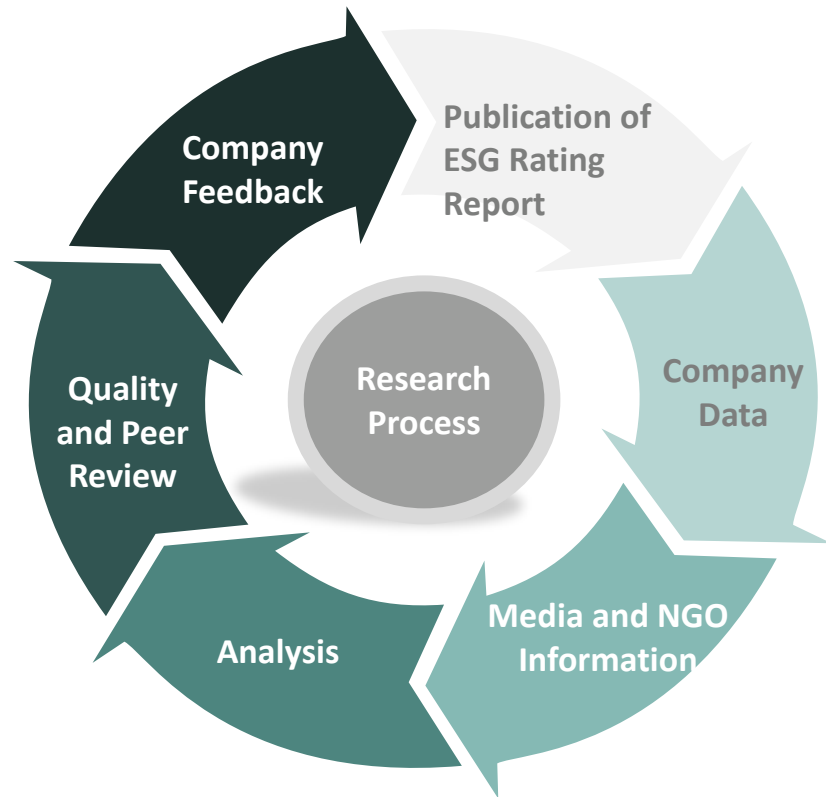 Company
Feedback
Publication of
ESG Rating
Report
Company
Data
Media and NGO
Information
Analysis
Quality
and Peer
Review
Research
Process